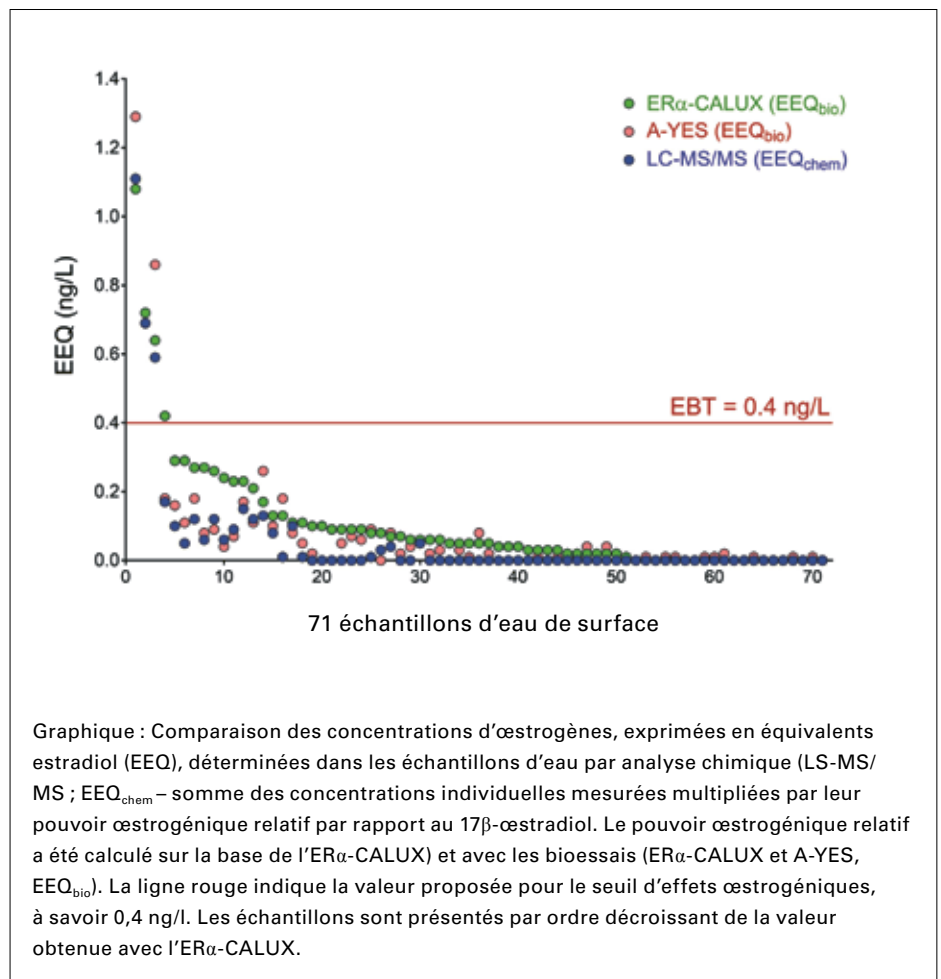 1.4
1.2
1.0
0.8
0.6
0.4
0.2
0.0
EEQ (ng/L)
ERα-CALUX (EEQbio)
A-YES (EEQbio)
LC-MS/MS (EEQchem)
EBT = 0.4 ng/L
0 10 20 30 40 50 60 70
71 échantillons d'eau de surface
Graphique : Comparaison des concentrations d'œstrogènes, exprimées en équivalents
estradiol (EEQ), déterminées dans les échantillons d'eau par analyse chimique (LS-MS/
MS ; EEQchem – somme des concentrations individuelles mesurées multipliées par leur
pouvoir œstrogénique relatif par rapport au 17β-œstradiol. Le pouvoir œstrogénique relatif
a été calculé sur la base de l'ERα-CALUX) et avec les bioessais (ERα-CALUX et A-YES,
EEQbio). La ligne rouge indique la valeur proposée pour le seuil d'effets œstrogéniques,
à savoir 0,4 ng/l. Les échantillons sont présentés par ordre décroissant de la valeur
obtenue avec l'ERα-CALUX.